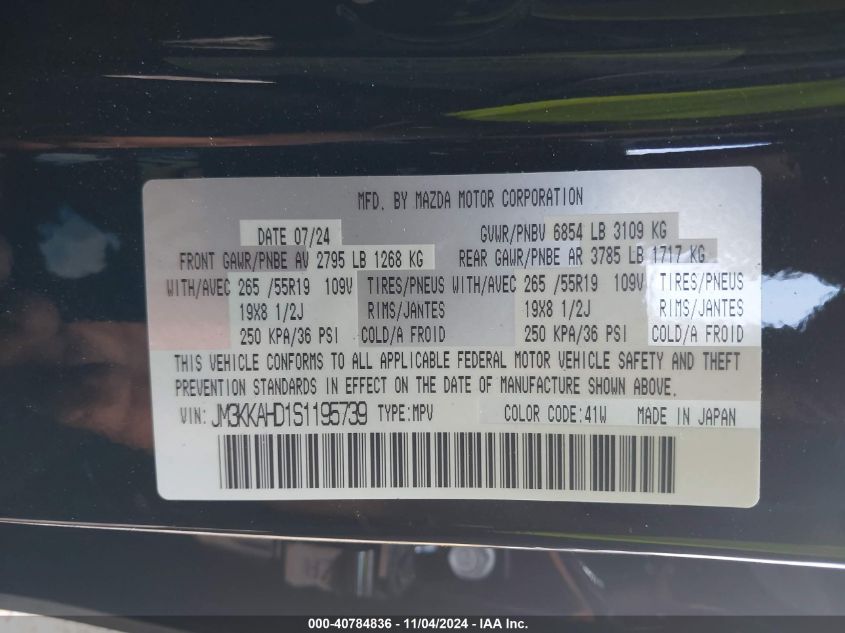 MFD. BY MAZDA MOTOR CORPORATION
DATE 07/24 GVWR/PNBV 6854 LB 3109 KG
FRONT GAWR/PNBE AV 2795 LB 1268 KG REAR GAWR/PNBE AR 3785 LB 1717 KG
WITH/AVEC 265 /55R19 109V TIRES/PNEUS WITH/AVEC 265 /55R19 109V TIRES/PNEUS
19X8 1/2J RIMS/JANTES 19X8 1/2J RIMS/JANTES
250 KPA/36 PSI COLD/A FROID 250 KPA/36 PSI COLD/A FROID
THIS VEHICLE CONFORMS TO ALL APPLICABLE FEDERAL MOTOR VEHICLE SAFETY AND THEFT
PREVENTION STANDARDS IN EFFECT ON THE DATE OF MANUFACTURE SHOWN ABOVE.
VIN: JM3KKAHD1S1195739 TYPE:MPV COLOR CODE:41W MADE IN JAPAN
000-40784836 - 11/04/2024 - IAA Inc.